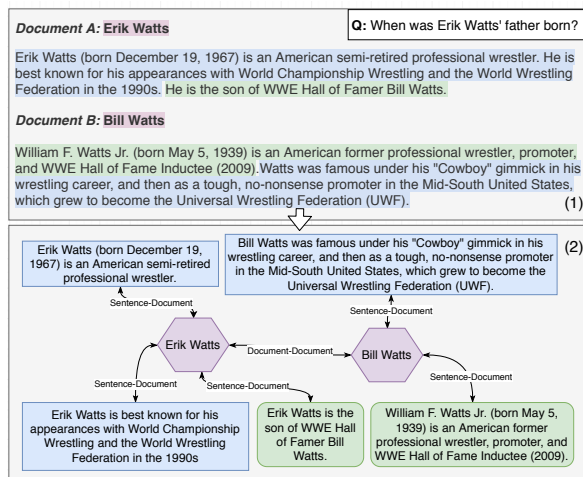 Document A: Erik Watts
Q: When was Erik Watts' father born?
Erik Watts (born December 19, 1967) is an American semi-retired professional wrestler. He is
best known for his appearances with World Championship Wrestling and the World Wrestling
Federation in the 1990s. He is the son of WWE Hall of Famer Bill Watts.
Document B: Bill Watts
William F. Watts Jr. (born May 5, 1939) is an American former professional wrestler, promoter,
and WWE Hall of Fame Inductee (2009).Watts was famous under his "Cowboy" gimmick in his
wrestling career, and then as a tough, no-nonsense promoter in the Mid-South United States,
which grew to become the Universal Wrestling Federation (UWF).
(1)
Erik Watts (born December 19,
1967) is an American semi-retired
professional wrestler.
Bill Watts was famous under his "Cowboy" gimmick in his
wrestling career, and then as a tough, no-nonsense promoter
in the Mid-South United States, which grew to become the
Universal Wrestling Federation (UWF).
(2)
Sentence-Document
Sentence-Document
Erik Watts
Document-Document
Bill Watts
Sentence-Document
Sentence-Document
Sentence-Document
Erik Watts is best known for his
appearances with World Championship
Wrestling and the World Wrestling
Federation in the 1990s
Erik Watts is the
son of WWE Hall
of Famer Bill
Watts.
William F. Watts Jr. (born May 5,
1939) is an American former
professional wrestler, promoter, and
WWE Hall of Fame Inductee (2009).